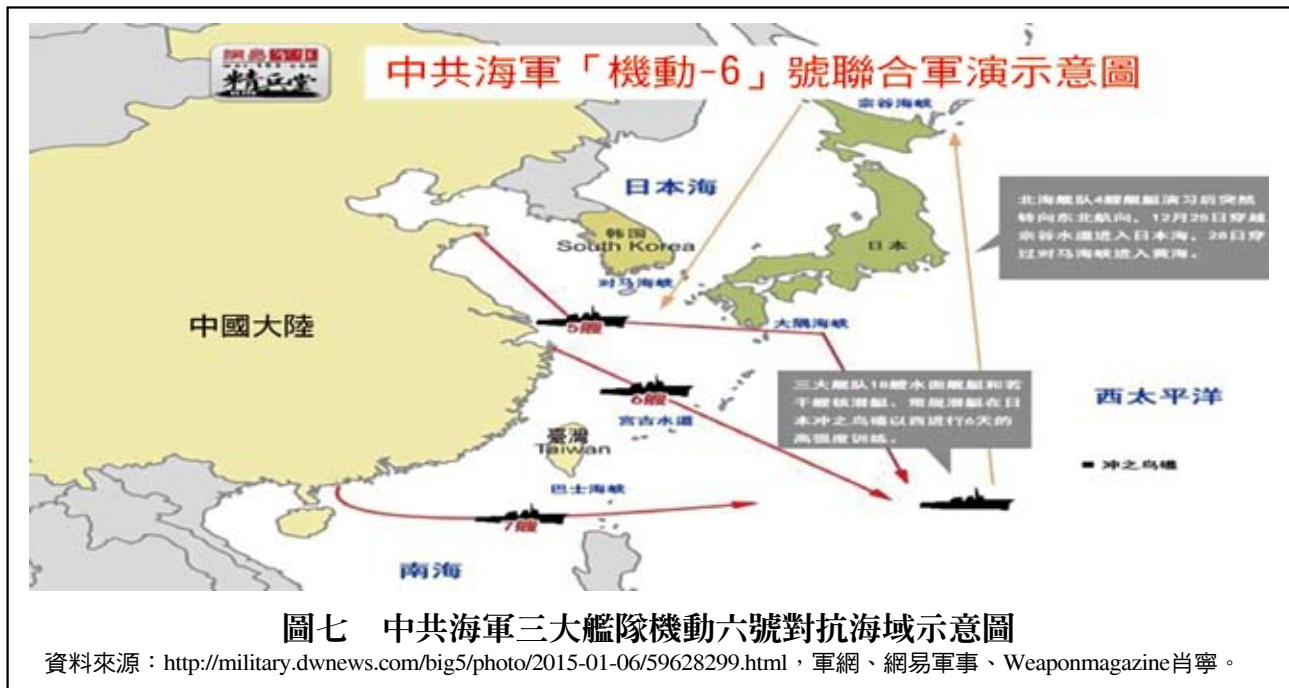 中共海軍「機動-6」號聯合軍演示意圖
網易
war.163.com
宗谷海峡
日本海
韩国
South Korea
日本
对马海峡
大隅海峡
中國大陸
5艘
6艘
宮古水道
臺灣
Taiwan
巴士海峡
7艘
南海
西太平洋
冲之鸟礁
北海舰队4艘舰艇演习后突然
转向东北航向，12月25日穿越
宗谷水道进入日本海，28日穿
过对马海峡进入黄海。
三大舰队18艘水面舰艇和若
干艘核潜艇、常规潜艇在日
本冲之鸟礁以西进行6天的
高强度训练。
圖七　中共海軍三大艦隊機動六號對抗海域示意圖
資料來源：http://military.dwnews.com/big5/photo/2015-01-06/59628299.html，軍網、網易軍事、Weaponmagazine肖寧。